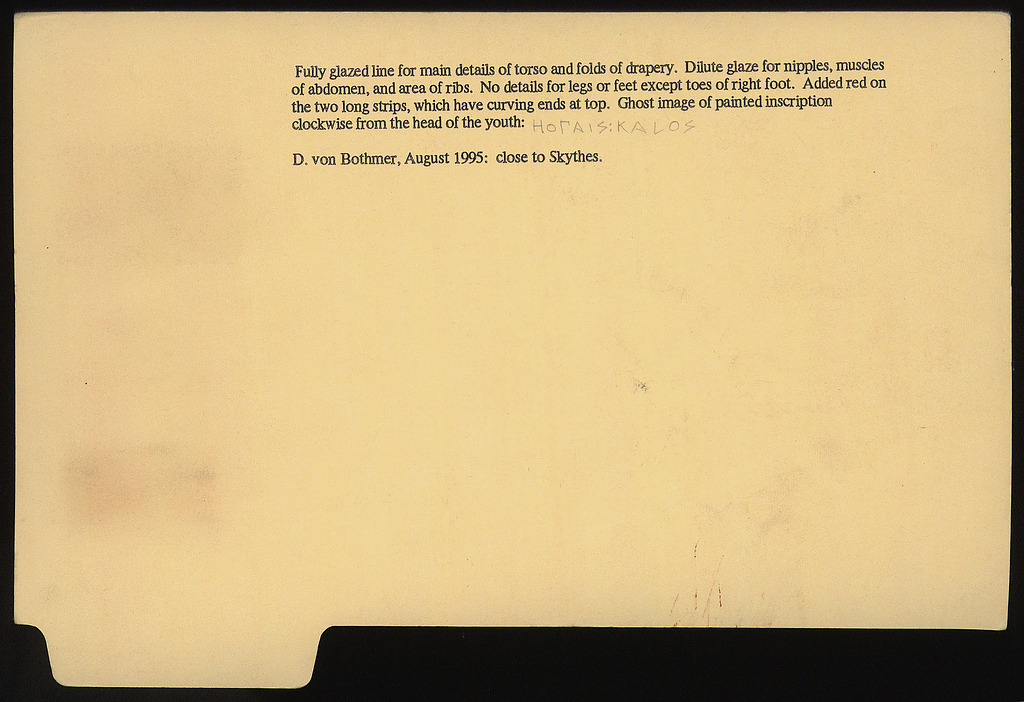 Fully glazed line for main details of torso and folds of drapery. Dilute glaze for nipples, muscles
of abdomen, and area of ribs. No details for legs or feet except toes of right foot. Added red on
the two long strips, which have curving ends at top. Ghost image of painted inscription
clockwise from the head of the youth: HOΓAIS:KALOS
D. von Bothmer, August 1995: close to Skythes.